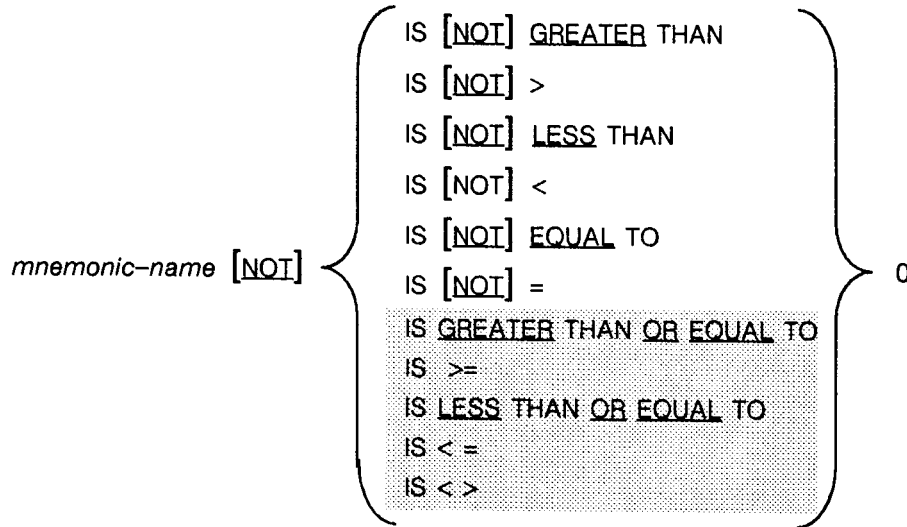 IS [NOT] GREATER THAN
IS [NOT] >
IS [NOT] LESS THAN
IS [NOT] <
IS [NOT] EQUAL TO
mnemonic–name [NOT]
IS [NOT] =
0
IS GREATER THAN OR EQUAL TO
IS >=
IS LESS THAN OR EQUAL TO
IS < =
IS < >